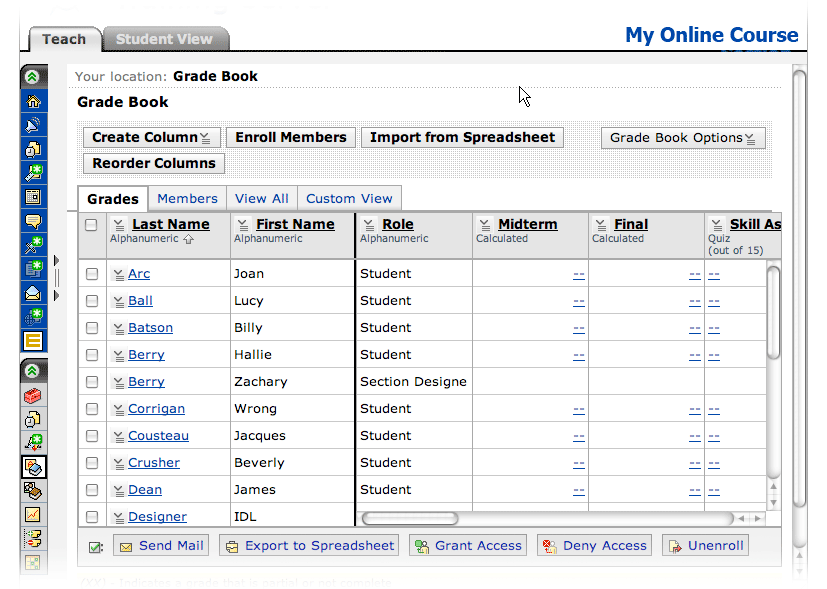 Teach Student View My Online Course
Your location: Grade Book
Grade Book
Create Column Enroll Members Import from Spreadsheet Grade Book Options
Reorder Columns
Grades Members View All Custom View
Last Name First Name Role Midterm Final Skill As
Alphanumeric Alphanumeric Alphanumeric Calculated Calculated Quiz
(out of 15)
Arc Joan Student -- -- --
Ball Lucy Student -- -- --
Batson Billy Student -- -- --
Berry Hallie Student -- -- --
Berry Zachary Section Designe
Corrigan Wrong Student -- -- --
Cousteau Jacques Student -- -- --
Crusher Beverly Student -- -- --
Dean James Student -- -- --
Designer IDL
Send Mail Export to Spreadsheet Grant Access Deny Access Unenroll